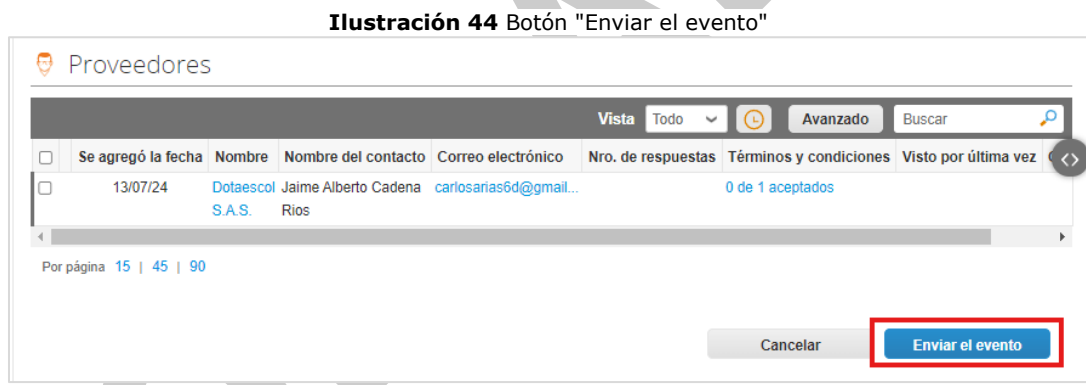 Ilustración 44 Botón "Enviar el evento"
Proveedores
Vista Todo Avanzado Buscar
Se agregó la fecha Nombre Nombre del contacto Correo electrónico Nro. de respuestas Términos y condiciones Visto por última vez
13/07/24 Dotaescol Jaime Alberto Cadena carlosarias6d@gmail... 0 de 1 aceptados
S.A.S. Rios
Por página 15 | 45 | 90
Cancelar Enviar el evento